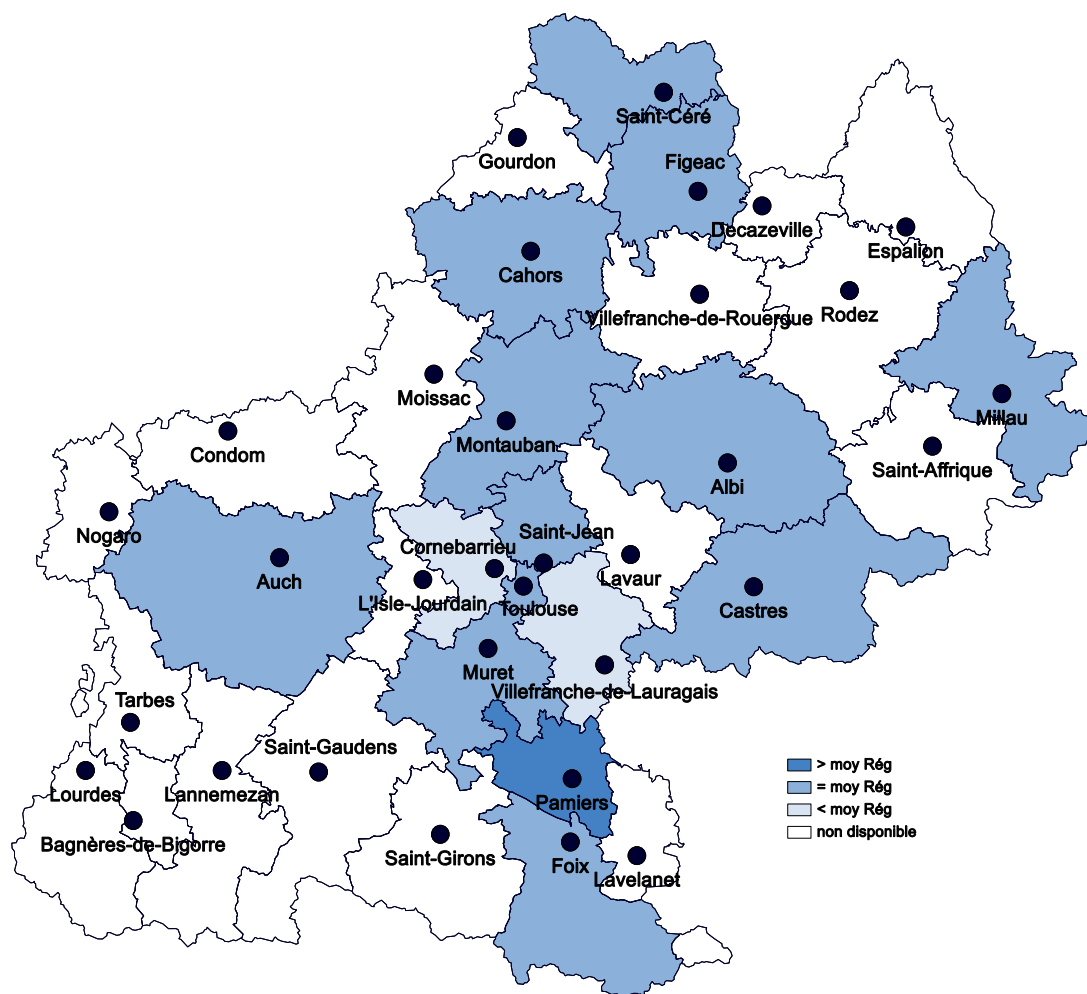 Saint-Céré
Gourdon
Figeac
Decazeville
Espalion
Cahors
Villefranche-de-Rouergue
Rodez
Moissac
Millau
Montauban
Condom
Saint-Affrique
Albi
Nogaro
Saint-Jean
Cornebarrieu
Auch
Lavaur
L'Isle-Jourdain
Toulouse
Castres
Muret
Villefranche-de-Lauragais
Tarbes
Saint-Gaudens
Lourdes
Lannemezan
Pamiers
Bagnères-de-Bigorre
Saint-Girons
Foix
Lavelanet
> moy Rég
= moy Rég
< moy Rég
non disponible